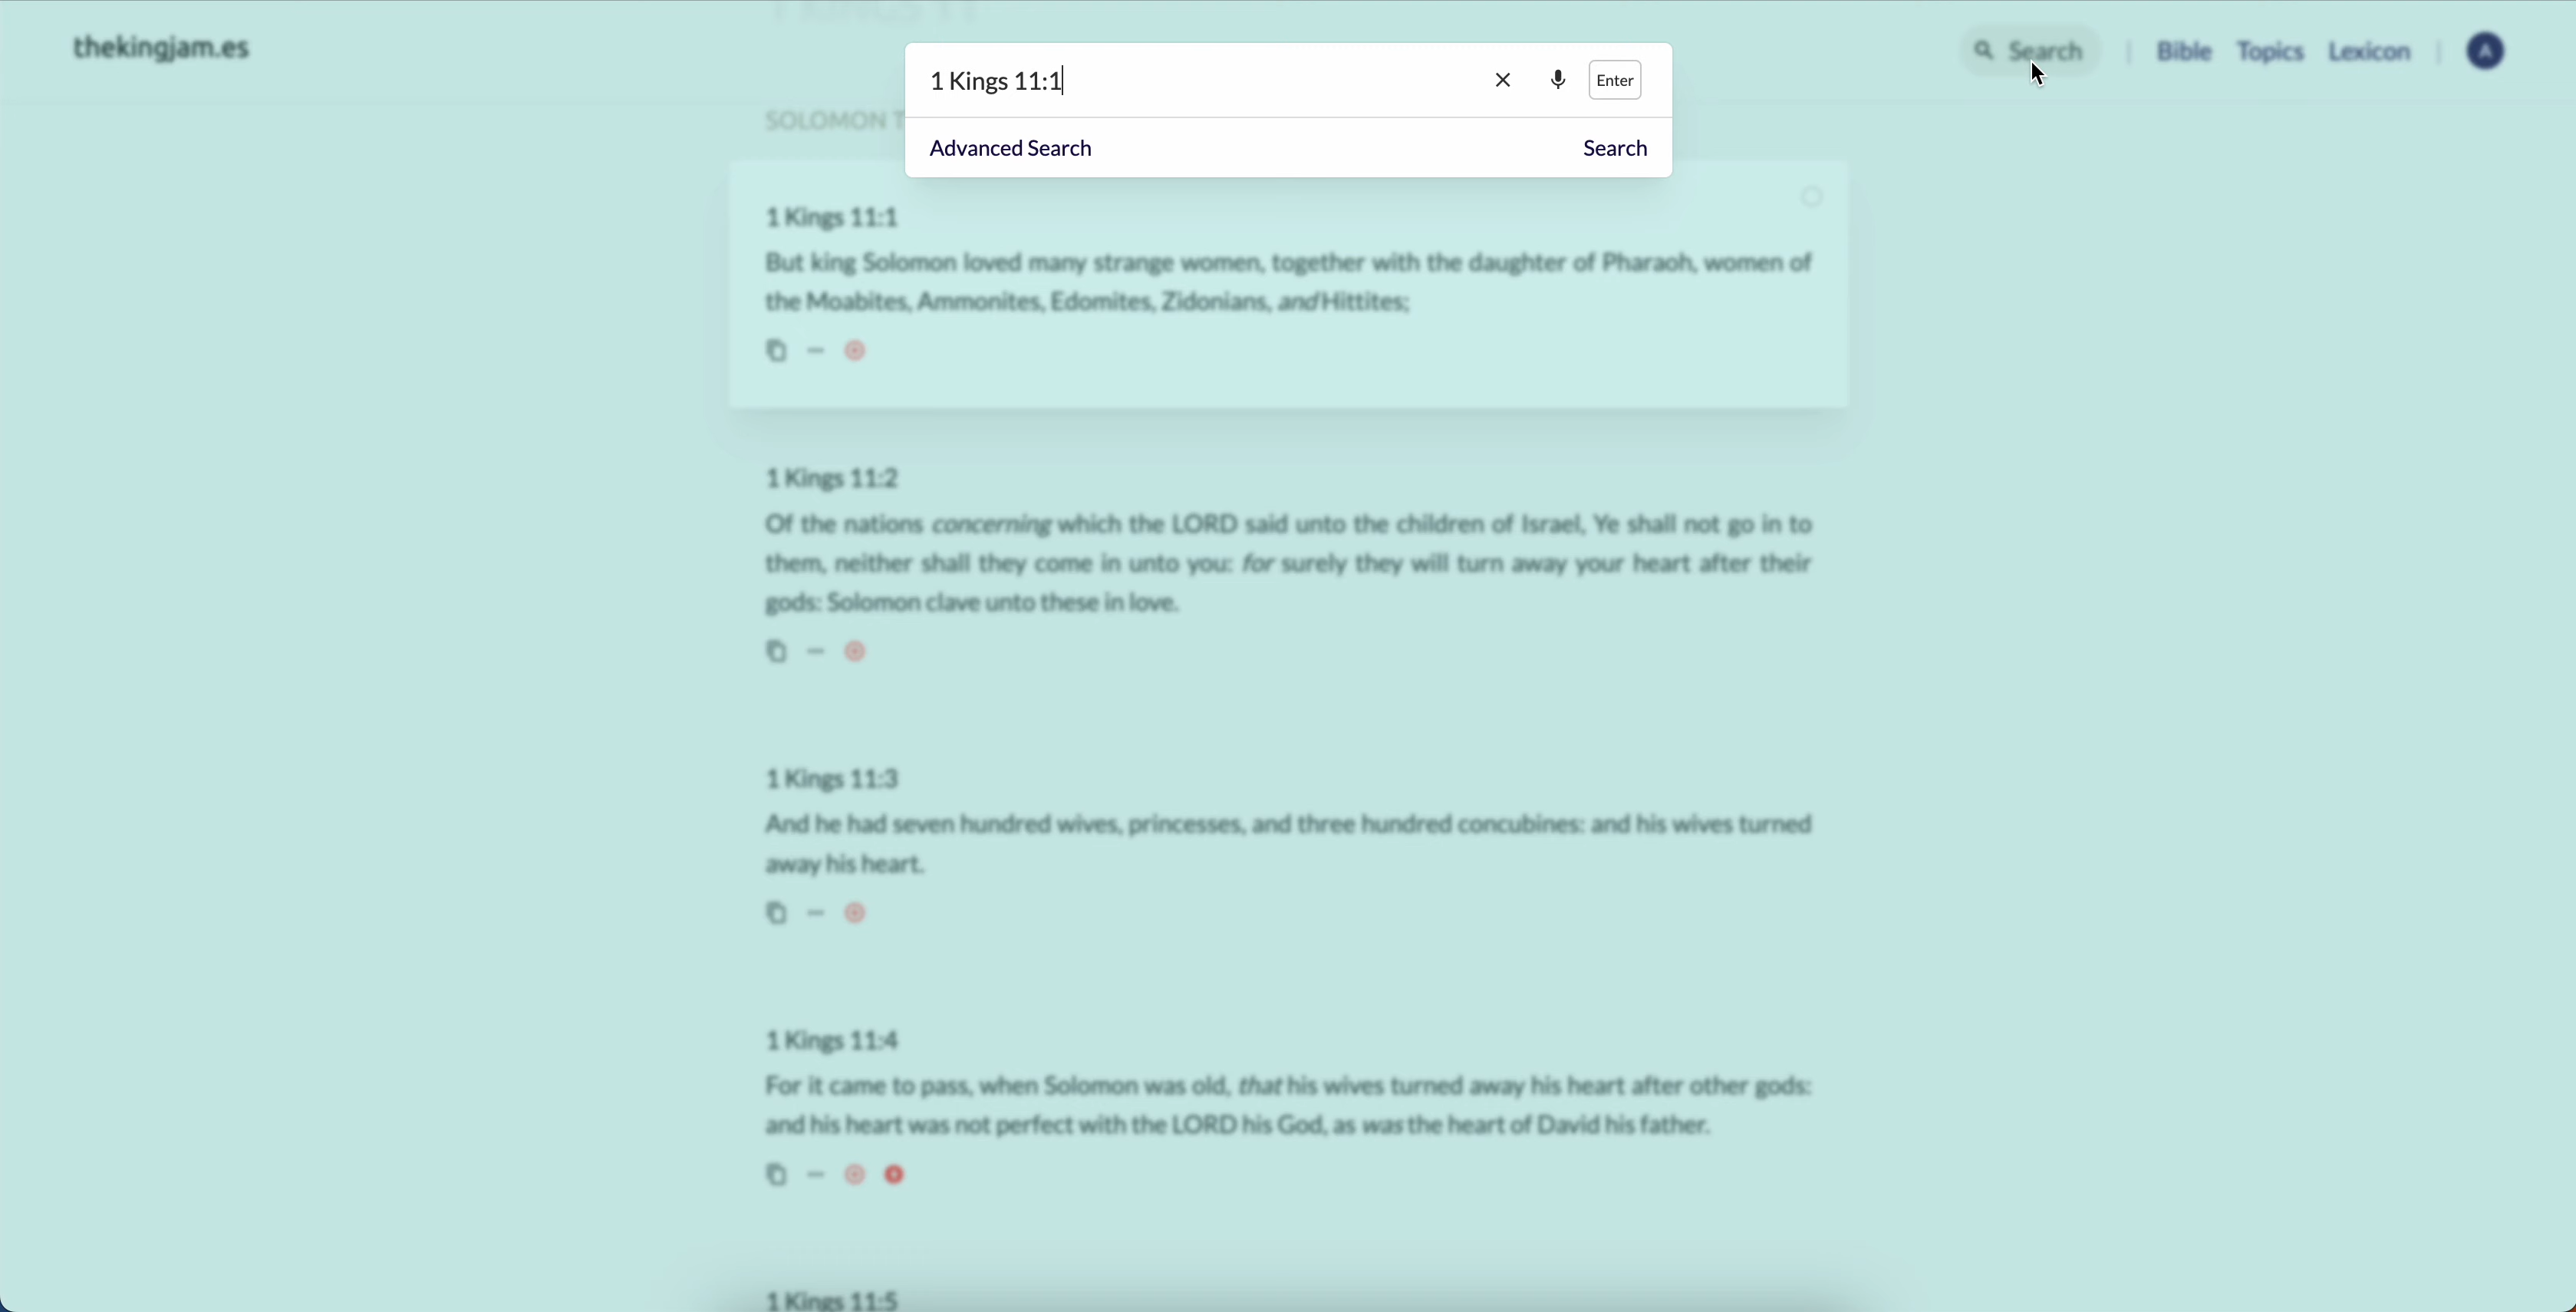 1 KINGS 11
thekingjam.es
Search
Bible
Topics
Lexicon
A
1 Kings 11:1
Enter
Advanced Search
Search
SOLOMON T
1 Kings 11:1
But king Solomon loved many strange women, together with the daughter of Pharaoh, women of
the Moabites, Ammonites, Edomites, Zidonians, and Hittites;
1 Kings 11:2
Of the nations concerning which the LORD said unto the children of Israel, Ye shall not go in to
them, neither shall they come in unto you: for surely they will turn away your heart after their
gods: Solomon clave unto these in love.
1 Kings 11:3
And he had seven hundred wives, princesses, and three hundred concubines: and his wives turned
away his heart.
1 Kings 11:4
For it came to pass, when Solomon was old, that his wives turned away his heart after other gods:
and his heart was not perfect with the LORD his God, as was the heart of David his father.
1 Kings 11:5